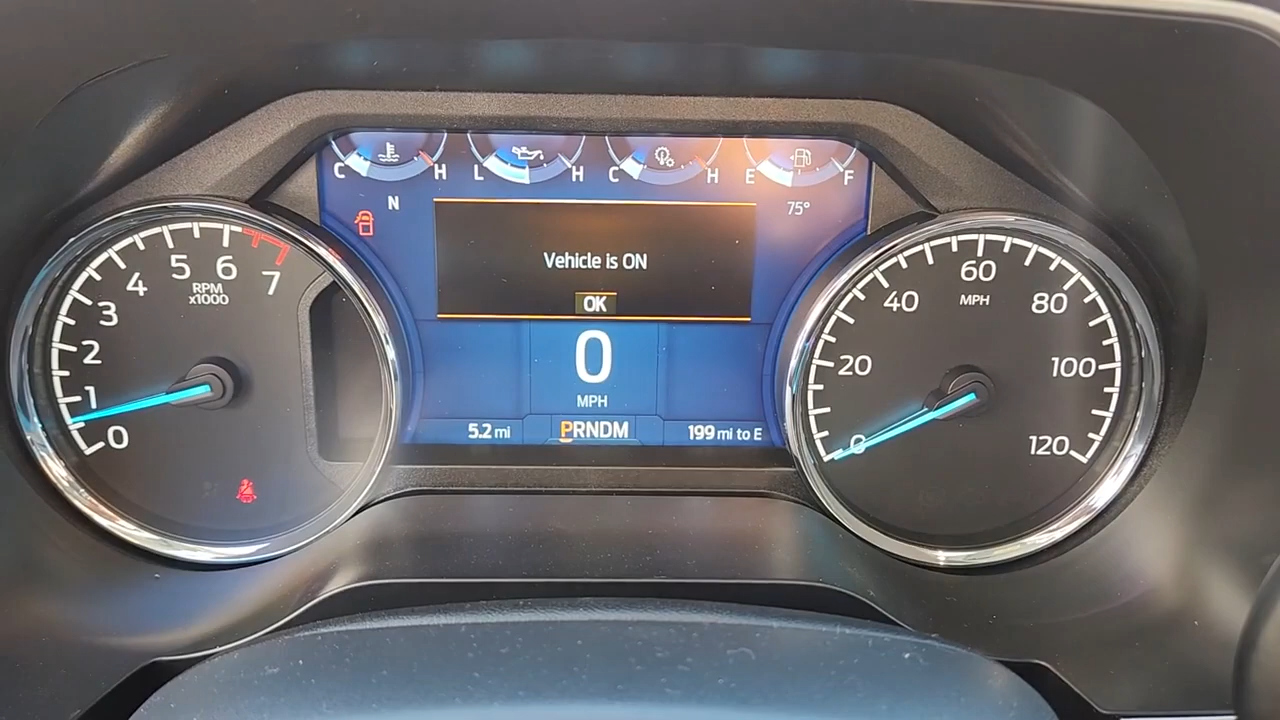 C H L H C H E F
N
75°
Vehicle is ON
OK
0
MPH
5.2 mi
PRNDM
199 mi to E
0 1 2 3 4 5 6 7
RPM
x1000
0 20 40 60 80 100 120
MPH